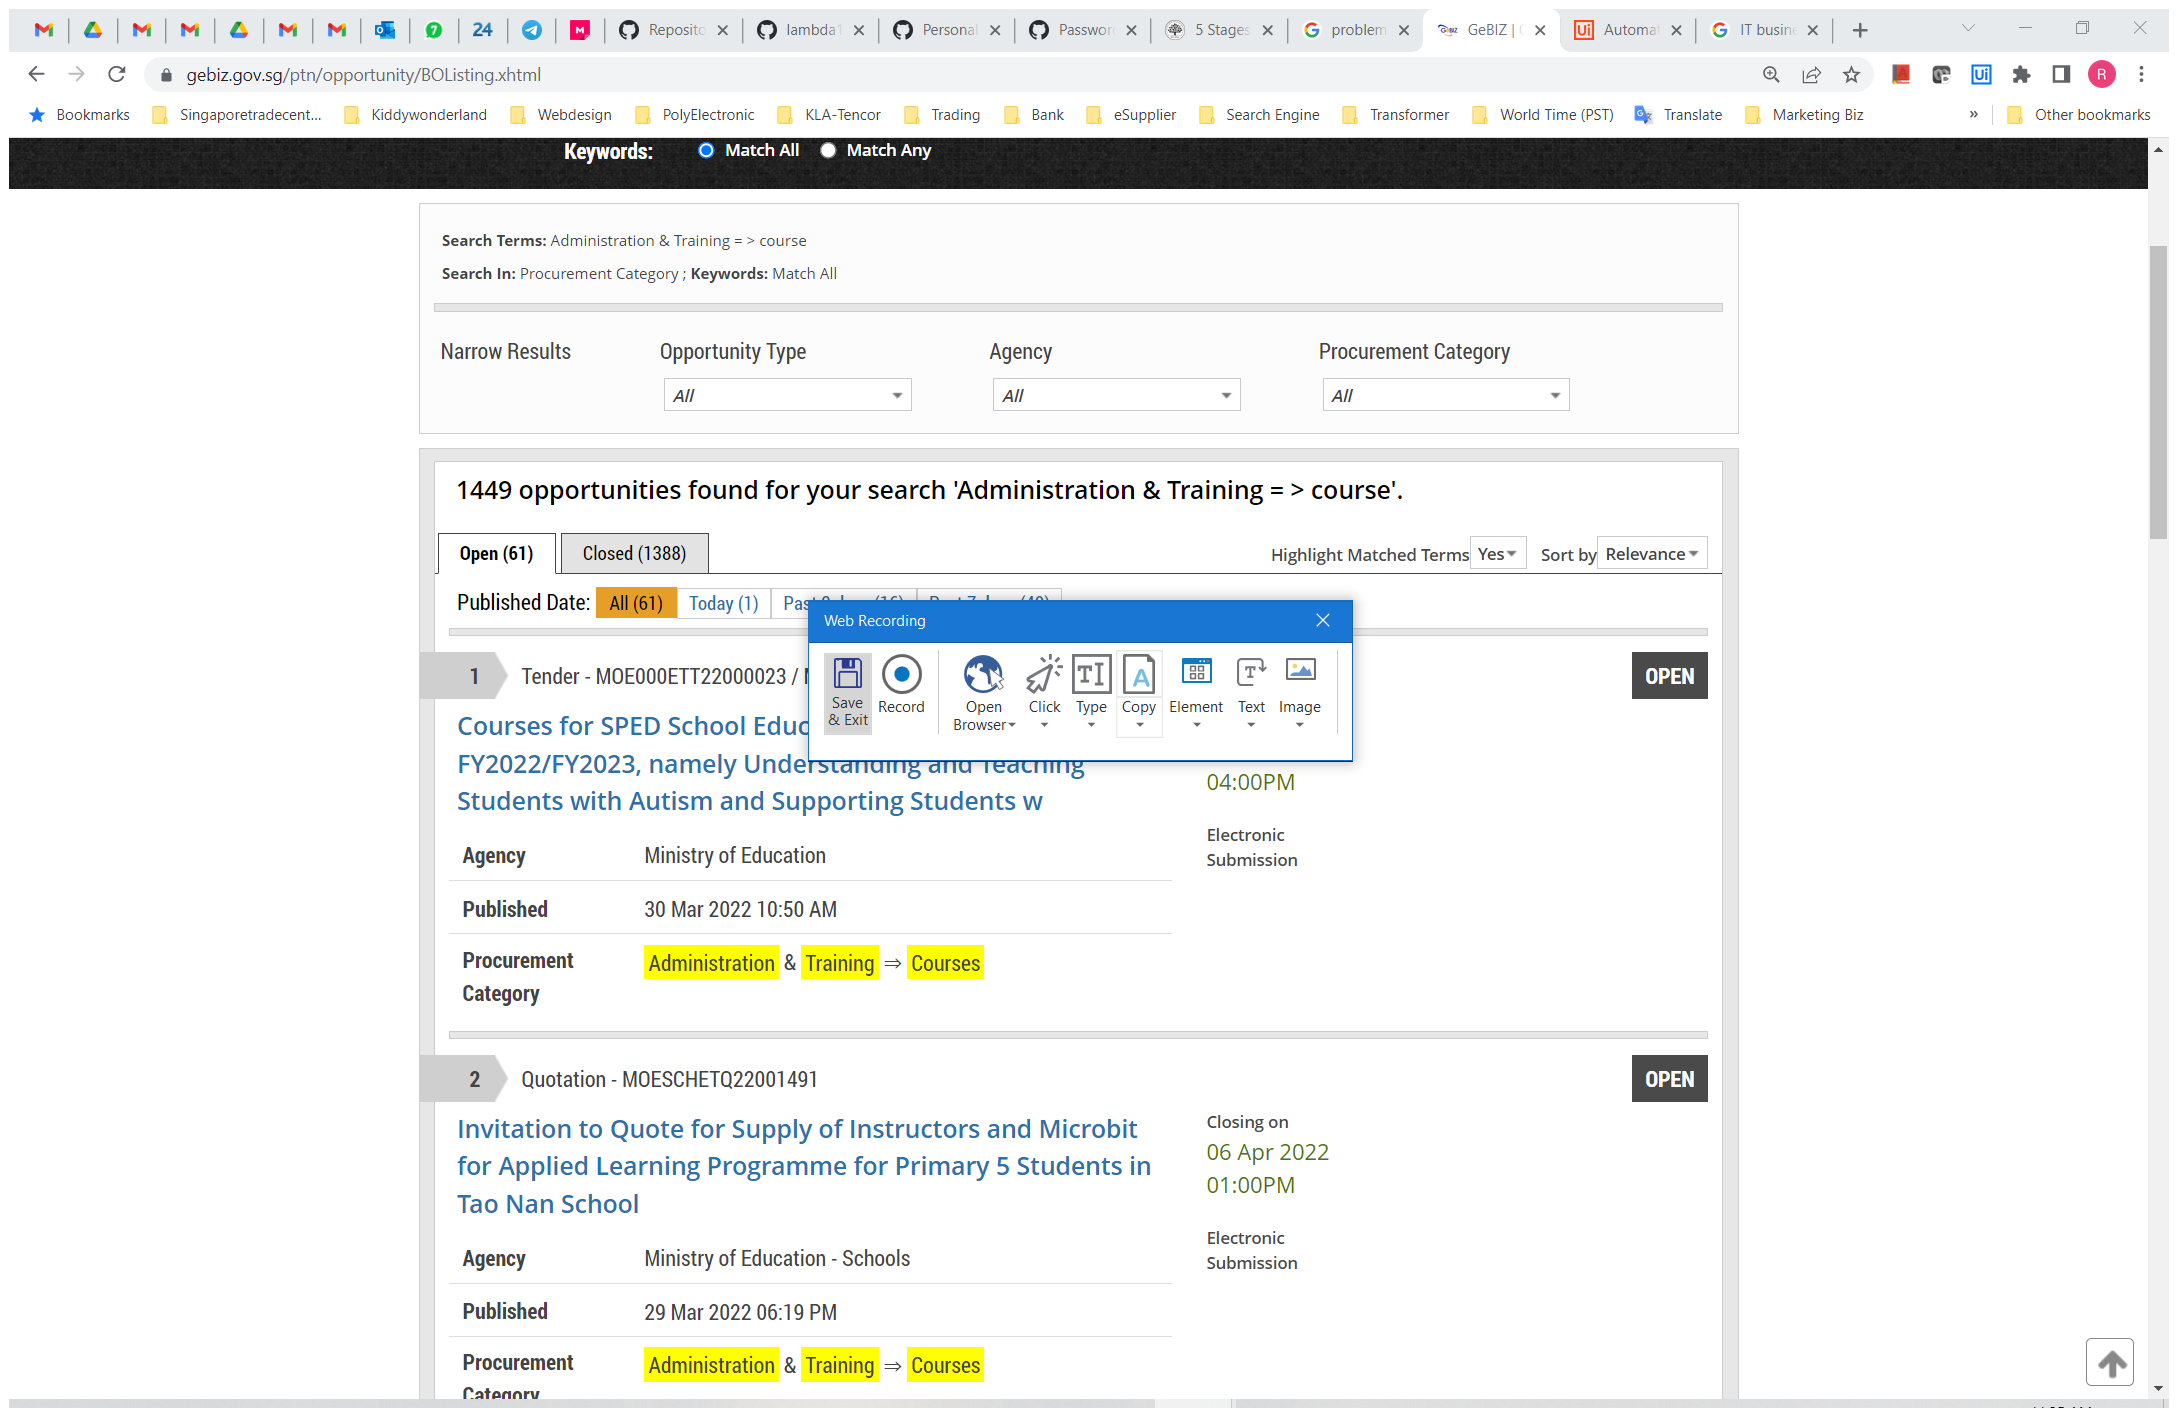 24
Reposito
lambda1
Personal
Password
5 Stages
problem
GeBIZ |
Automat
IT busine
gebiz.gov.sg/ptn/opportunity/BOListing.xhtml
R
Bookmarks
Singaporetradecent...
Kiddywonderland
Webdesign
PolyElectronic
KLA-Tencor
Trading
Bank
eSupplier
Search Engine
Transformer
World Time (PST)
Translate
Marketing Biz
»
Other bookmarks
Keywords: Match All Match Any
Search Terms: Administration & Training = > course
Search In: Procurement Category ; Keywords: Match All
Narrow Results Opportunity Type Agency Procurement Category
All All All
1449 opportunities found for your search 'Administration & Training = > course'.
Open (61) Closed (1388) Highlight Matched Terms Yes Sort by Relevance
Published Date: All (61) Today (1) Pas
Web Recording
Save & Exit
Record
Open Browser
Click
Type
Copy
Element
Text
Image
1 Tender - MOE000ETT22000023 / OPEN
Courses for SPED School Educ
FY2022/FY2023, namely Understanding and Teaching
Students with Autism and Supporting Students w
04:00PM
Electronic
Submission
Agency Ministry of Education
Published 30 Mar 2022 10:50 AM
Procurement Category Administration & Training ⇒ Courses
2 Quotation - MOESCHETQ22001491 OPEN
Invitation to Quote for Supply of Instructors and Microbit
for Applied Learning Programme for Primary 5 Students in
Tao Nan School
Closing on
06 Apr 2022
01:00PM
Electronic
Submission
Agency Ministry of Education - Schools
Published 29 Mar 2022 06:19 PM
Procurement Category Administration & Training ⇒ Courses